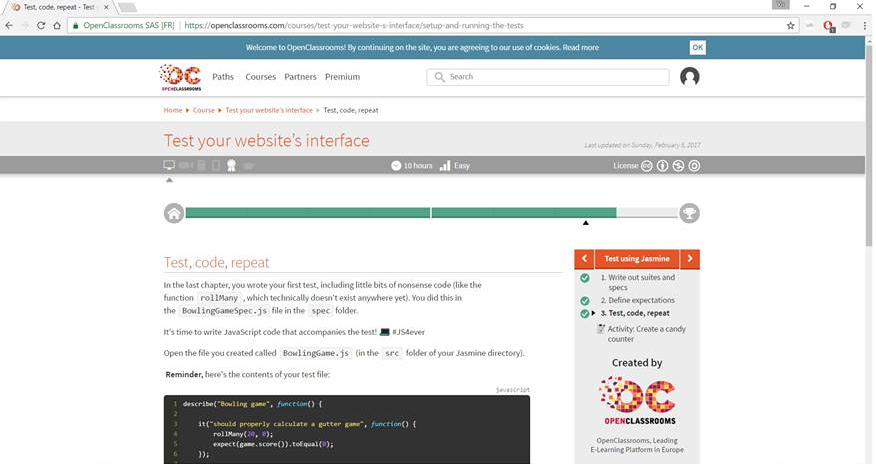 Test, code, repeat - Test
OpenClassrooms SAS [FR] | https://openclassrooms.com/courses/test-your-website-s-interface/setup-and-running-the-tests
Welcome to OpenClassrooms! By continuing on the site, you are agreeing to our use of cookies. Read more
OK
OC
OPENCLASSROOMS
Paths Courses Partners Premium
Search
Home Course Test your website's interface » Test, code, repeat
Test your website's interface
Last updated on Sunday, February 5, 2017
10 hours Easy License
Test, code, repeat
In the last chapter, you wrote your first test, including little bits of nonsense code (like the
function rollMany , which technically doesn't exist anywhere yet). You did this in
the BowlingGameSpec.js file in the spec folder.
It's time to write JavaScript code that accompanies the test! #JS4ever
Open the file you created called BowlingGame.js (in the src folder of your Jasmine directory).
Reminder, here's the contents of your test file:
javascript
1 describe("Bowling game", function() {
2
3 it("should properly calculate a gutter game", function() {
4 rollMany(20, 0);
5 expect(game.score()).toEqual(0);
6 });
Test using Jasmine
1. Write out suites and
specs
2. Define expectations
3. Test, code, repeat
Activity: Create a candy
counter
Created by
OC
OPENCLASSROOMS
OpenClassrooms, Leading
E-Learning Platform in Europe